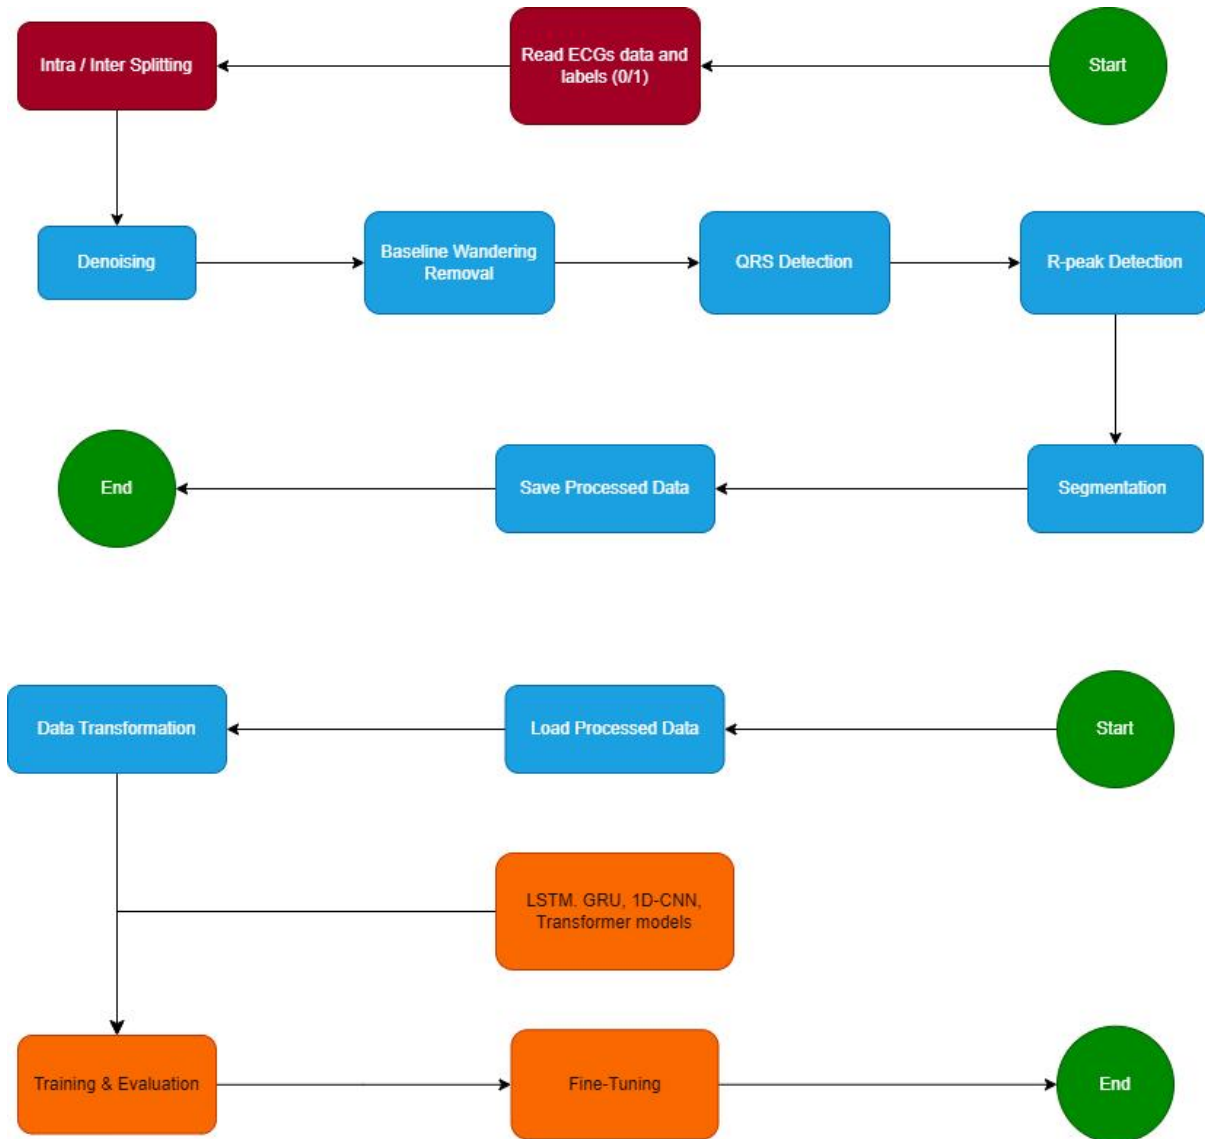 Intra / Inter Splitting
Read ECGs data and
labels (0/1)
Start
Denoising
Baseline Wandering
Removal
QRS Detection
R-peak Detection
End
Save Processed Data
Segmentation
Data Transformation
Load Processed Data
Start
LSTM. GRU, 1D-CNN,
Transformer models
Training & Evaluation
Fine-Tuning
End